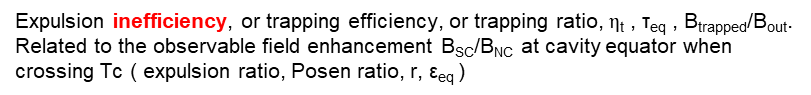 Expulsion inefficiency, or trapping efficiency, or trapping ratio, ηt , Teq , Btrapped/Bout.
Related to the observable field enhancement BSC/BNC at cavity equator when
crossing Tc ( expulsion ratio, Posen ratio, r, εeq )